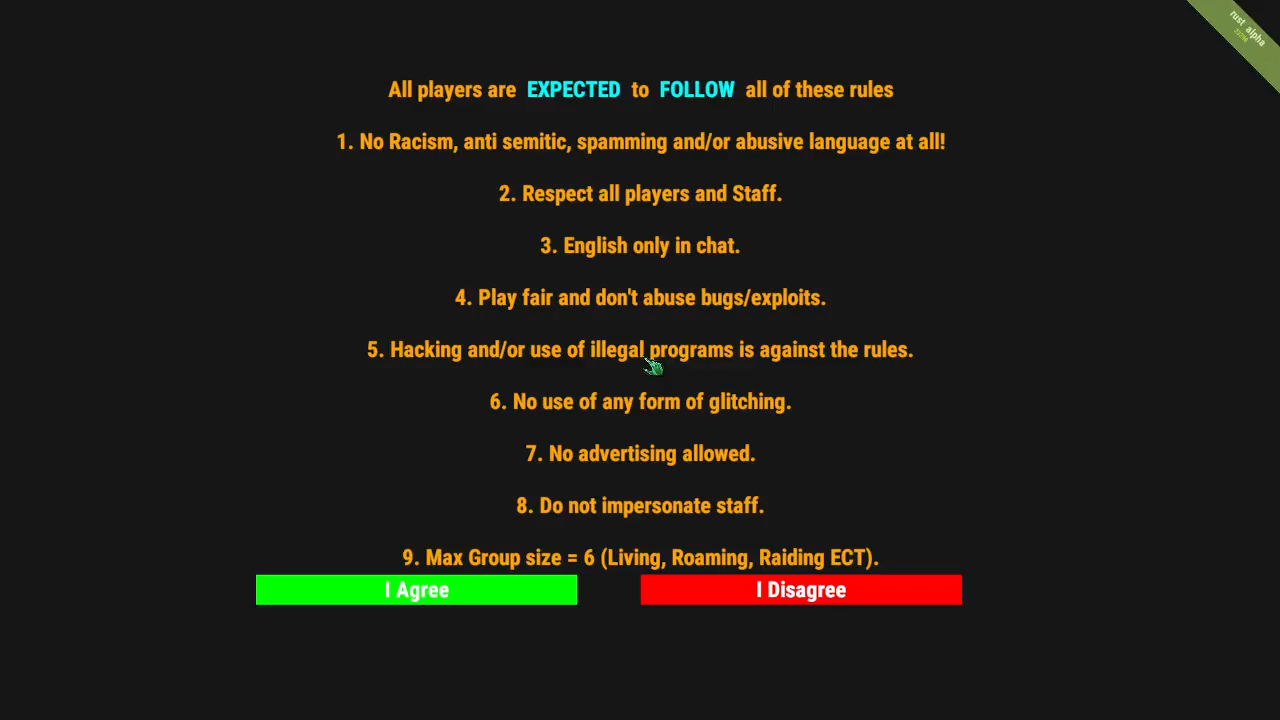 rust alpha
All players are EXPECTED to FOLLOW all of these rules
1. No Racism, anti semitic, spamming and/or abusive language at all!
2. Respect all players and Staff.
3. English only in chat.
4. Play fair and don't abuse bugs/exploits.
5. Hacking and/or use of illegal programs is against the rules.
6. No use of any form of glitching.
7. No advertising allowed.
8. Do not impersonate staff.
9. Max Group size = 6 (Living, Roaming, Raiding ECT).
I Agree
I Disagree